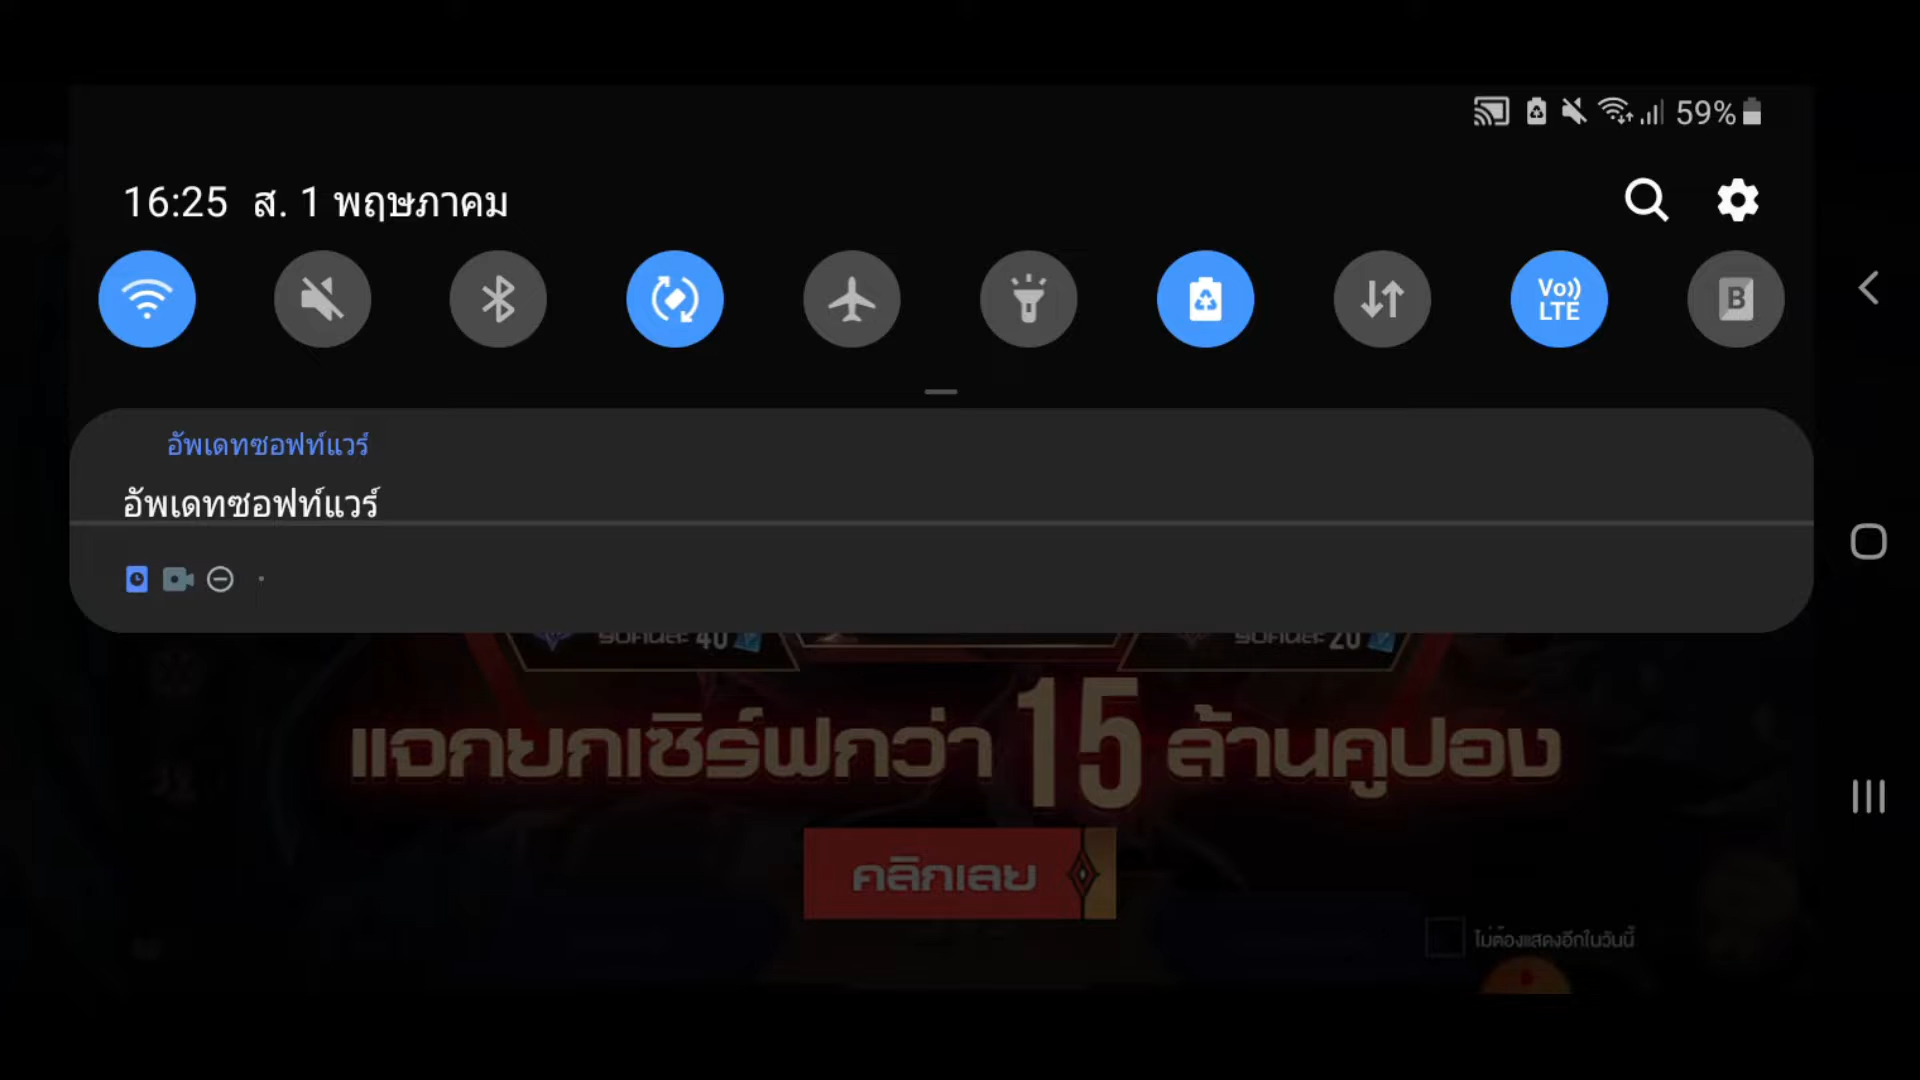 59%
16:25 ส. 1 พฤษภาคม
Vo))
LTE
B
อัพเดทซอฟท์แวร์
อัพเดทซอฟท์แวร์
40
20
แจกยกเซิร์ฟกว่า 15 ล้านคูปอง
คลิกเลย
ไม่ต้องแสดงอีกในวันนี้